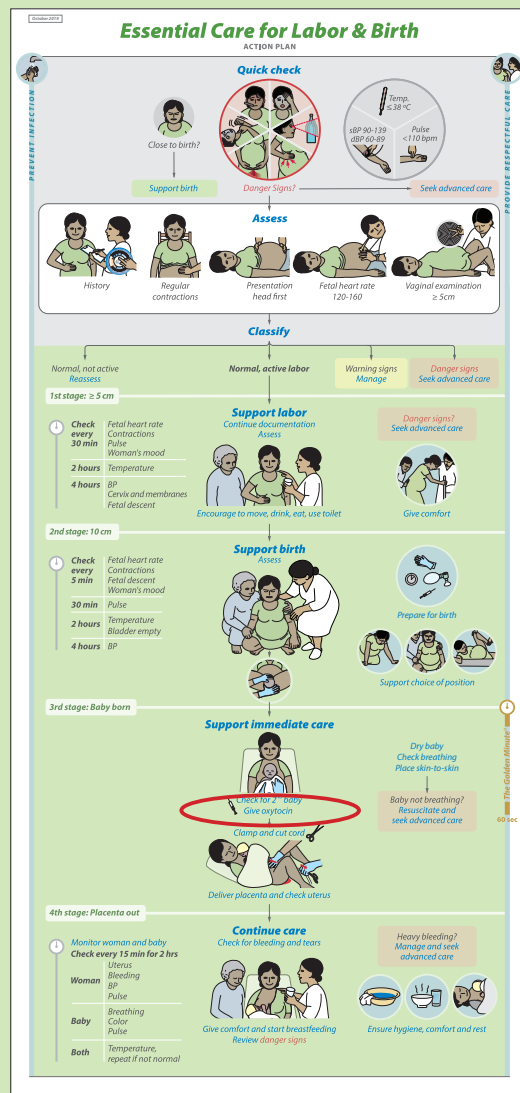 October 2019
Essential Care for Labor & Birth
ACTION PLAN
PREVENT INFECTION
PROVIDE RESPECTFUL CARE
Quick check
Close to birth?
Temp.
≤38 ºC
sBP 90-139
dBP 60-89
Pulse
<110 bpm
Support birth
Danger Signs?
Seek advanced care
Assess
History
Regular
contractions
Presentation
head first
Fetal heart rate
120-160
Vaginal examination
≥ 5cm
Classify
Normal, not active
Reassess
Normal, active labor
Warning signs
Manage
Danger signs
Seek advanced care
1st stage: ≥ 5 cm
Support labor
Continue documentation
Assess
Check
every
30 min
Fetal heart rate
Contractions
Pulse
Woman's mood
2 hours
Temperature
4 hours
BP
Cervix and membranes
Fetal descent
Encourage to move, drink, eat, use toilet
Danger signs?
Seek advanced care
Give comfort
2nd stage: 10 cm
Support birth
Assess
Check
every
5 min
Fetal heart rate
Contractions
Fetal descent
Woman's mood
30 min
Pulse
2 hours
Temperature
Bladder empty
4 hours
BP
Prepare for birth
Support choice of position
3rd stage: Baby born
Support immediate care
Check for 2 baby
Give oxytocin
Clamp and cut cord
Deliver placenta and check uterus
Dry baby
Check breathing
Place skin-to-skin
Baby not breathing?
Resuscitate and
seek advanced care
The Golden Minute®
60 sec
4th stage: Placenta out
Continue care
Check for bleeding and tears
Monitor woman and baby
Check every 15 min for 2 hrs
Woman
Uterus
Bleeding
BP
Pulse
Baby
Breathing
Color
Pulse
Both
Temperature,
repeat if not normal
Give comfort and start breastfeeding
Review danger signs
Heavy bleeding?
Manage and seek
advanced care
Ensure hygiene, comfort and rest